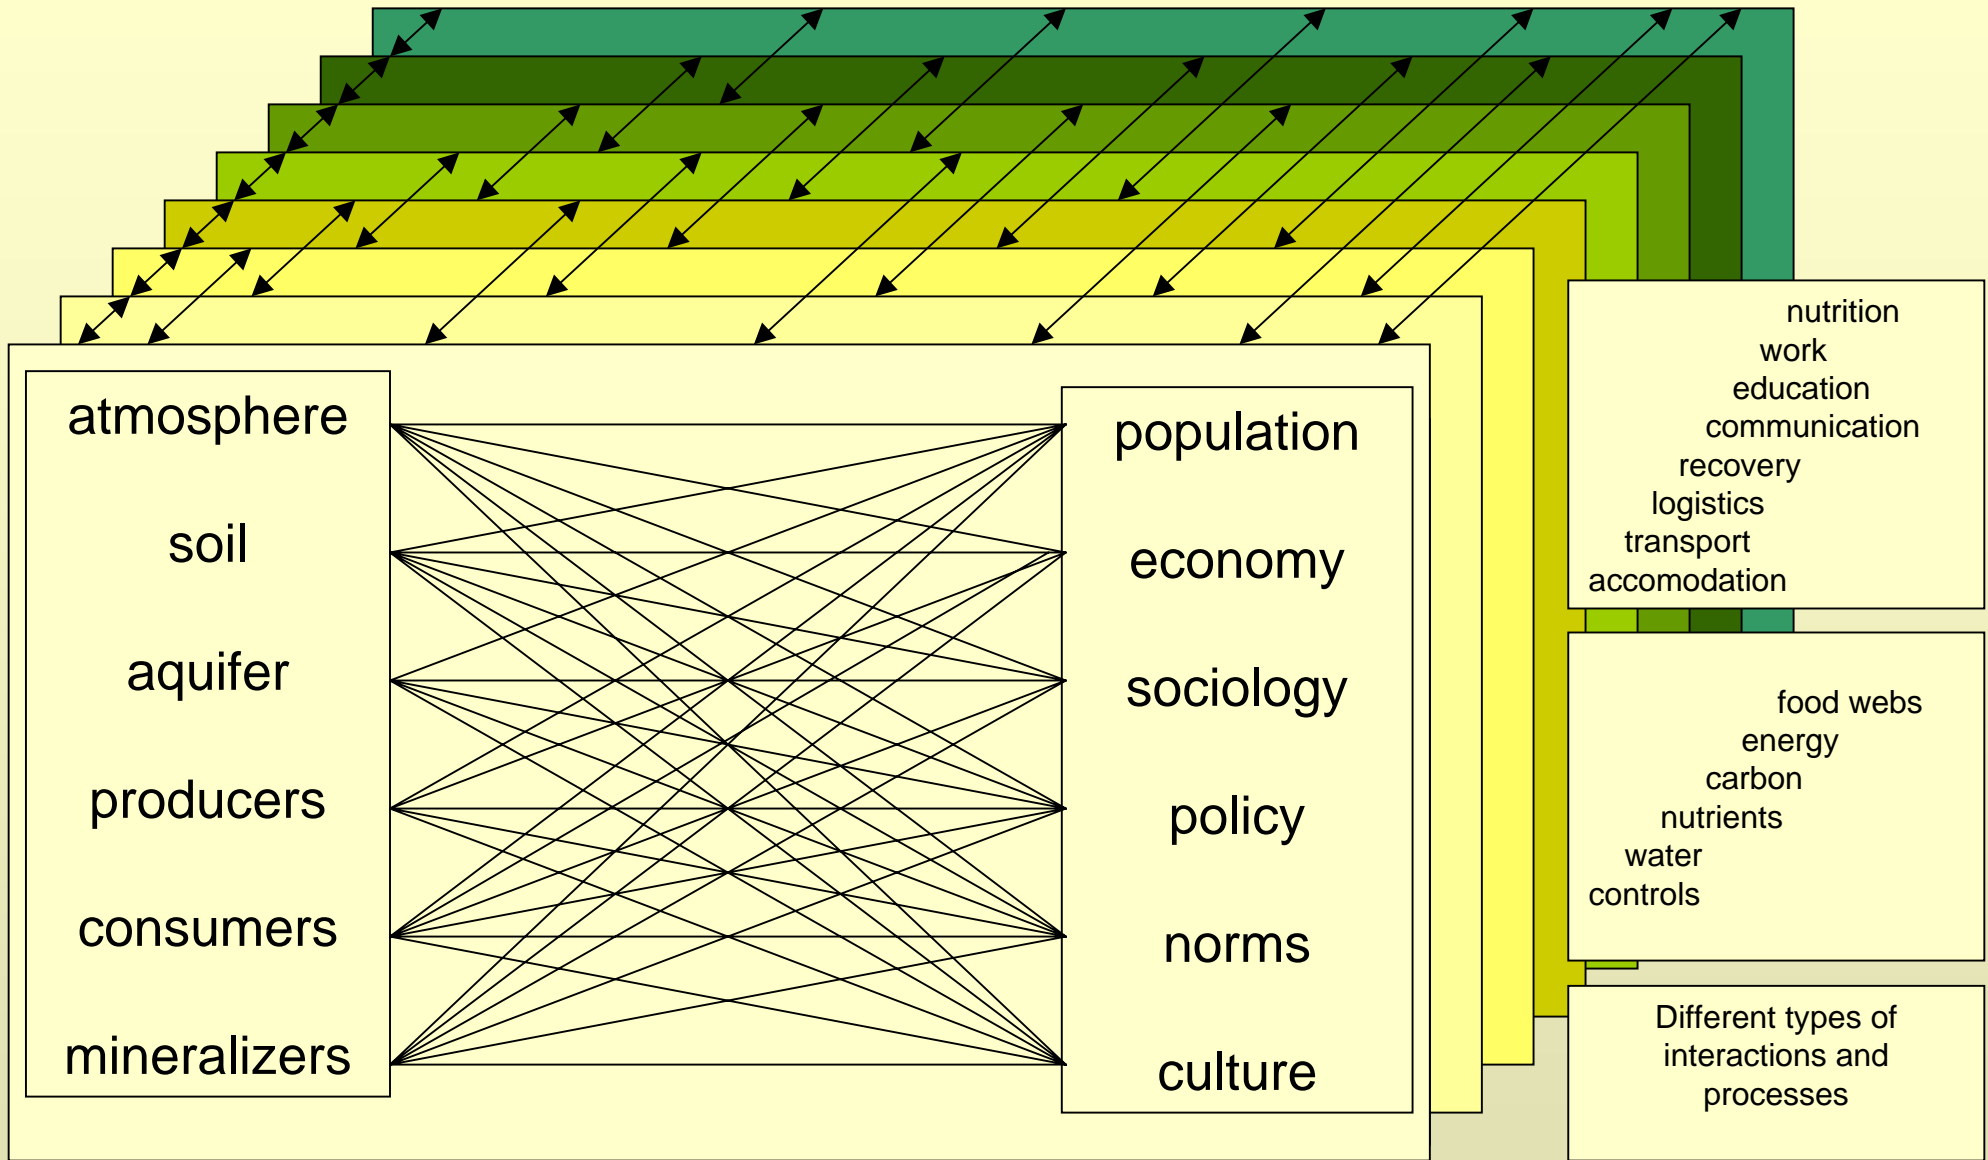 atmosphere
soil
aquifer
producers
consumers
mineralizers
population
economy
sociology
policy
norms
culture
nutrition
work
education
communication
recovery
logistics
transport
accomodation
food webs
energy
carbon
nutrients
water
controls
Different types of
interactions and
processes